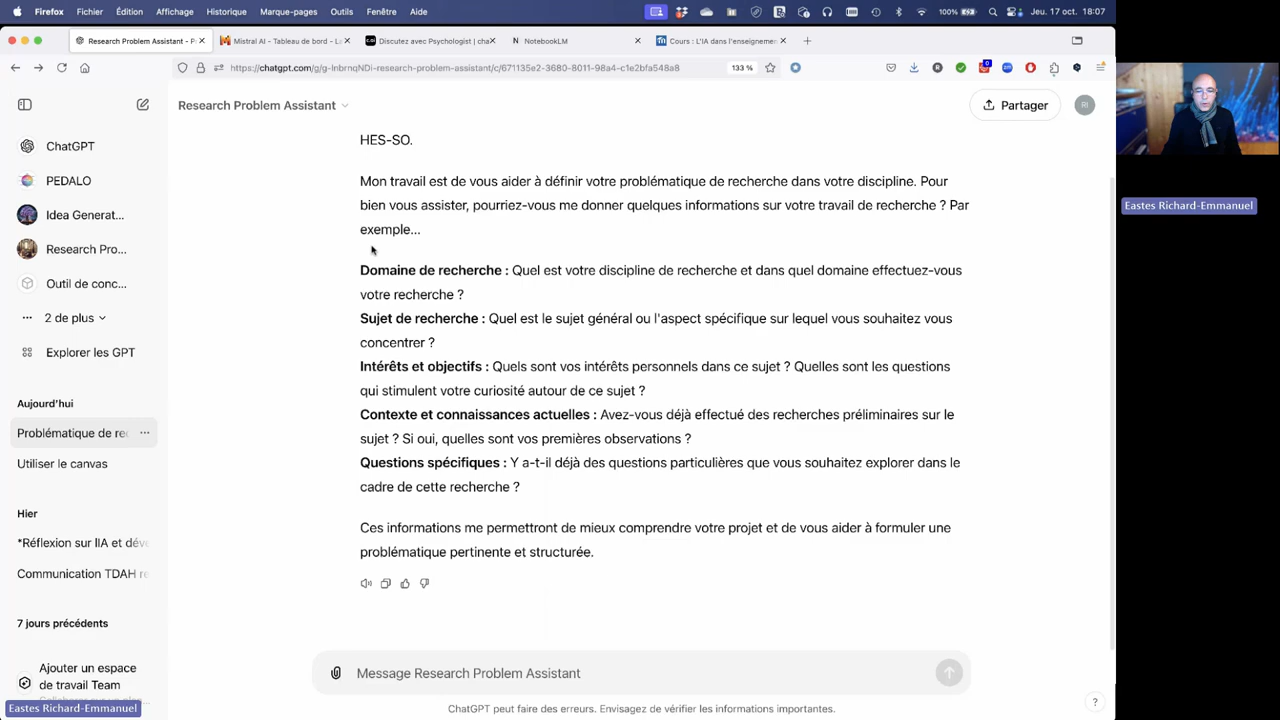 Firefox Fichier Édition Affichage Historique Marque-pages Outils Fenêtre Aide
100% Jeu. 17 oct. 18:07
Research Problem Assistant - P
Mistral AI - Tableau de bord - L
Discutez avec Psychologist | cha
NotebookLM
Cours : L'IA dans l'enseigneme
https://chatgpt.com/g/g-lnbrnqNDi-research-problem-assistant/c/671135e2-3680-8011-98a4-c1e2bfa548a8
133 %
Research Problem Assistant
Partager
RI
ChatGPT
PEDALO
Idea Generat...
Research Pro...
Outil de conc...
2 de plus
Explorer les GPT
Aujourd'hui
Problématique de rec
Utiliser le canvas
Hier
*Réflexion sur IIA et déve
Communication TDAH re
7 jours précédents
Ajouter un espace
de travail Team
HES-SO.
Mon travail est de vous aider à définir votre problématique de recherche dans votre discipline. Pour
bien vous assister, pourriez-vous me donner quelques informations sur votre travail de recherche ? Par
exemple...
Domaine de recherche : Quel est votre discipline de recherche et dans quel domaine effectuez-vous
votre recherche ?
Sujet de recherche : Quel est le sujet général ou l'aspect spécifique sur lequel vous souhaitez vous
concentrer ?
Intérêts et objectifs : Quels sont vos intérêts personnels dans ce sujet ? Quelles sont les questions
qui stimulent votre curiosité autour de ce sujet ?
Contexte et connaissances actuelles : Avez-vous déjà effectué des recherches préliminaires sur le
sujet ? Si oui, quelles sont vos premières observations ?
Questions spécifiques : Y a-t-il déjà des questions particulières que vous souhaitez explorer dans le
cadre de cette recherche ?
Ces informations me permettront de mieux comprendre votre projet et de vous aider à formuler une
problématique pertinente et structurée.
Message Research Problem Assistant
ChatGPT peut faire des erreurs. Envisagez de vérifier les informations importantes.
?
Eastes Richard-Emmanuel
Eastes Richard-Emmanuel